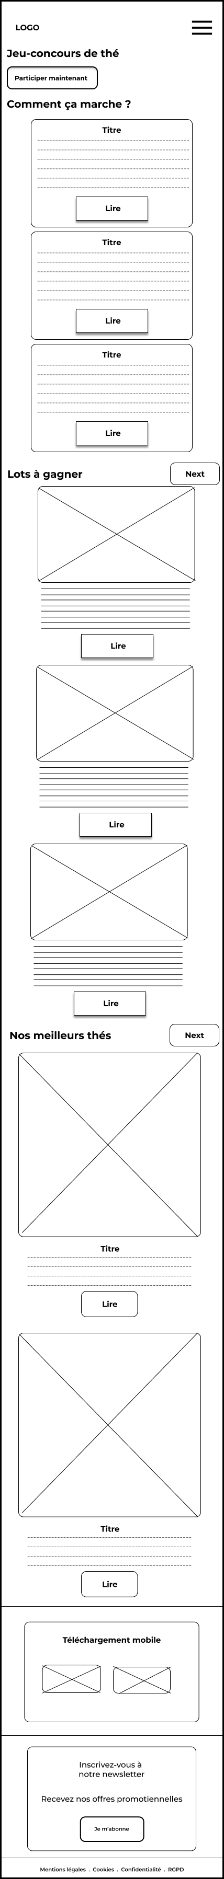 LOGO
Jeu-concours de thé
Participer maintenant
Comment ça marche ?
Titre
Lire
Titre
Lire
Titre
Lire
Lots à gagner
Next
Lire
Lire
Lire
Nos meilleurs thés
Next
Titre
Lire
Titre
Lire
Téléchargement mobile
Inscrivez-vous à
notre newsletter
Recevez nos offres promotiennelles
Je m'abonne
Mentions légales . Cookies . Confidentialité . RGPD